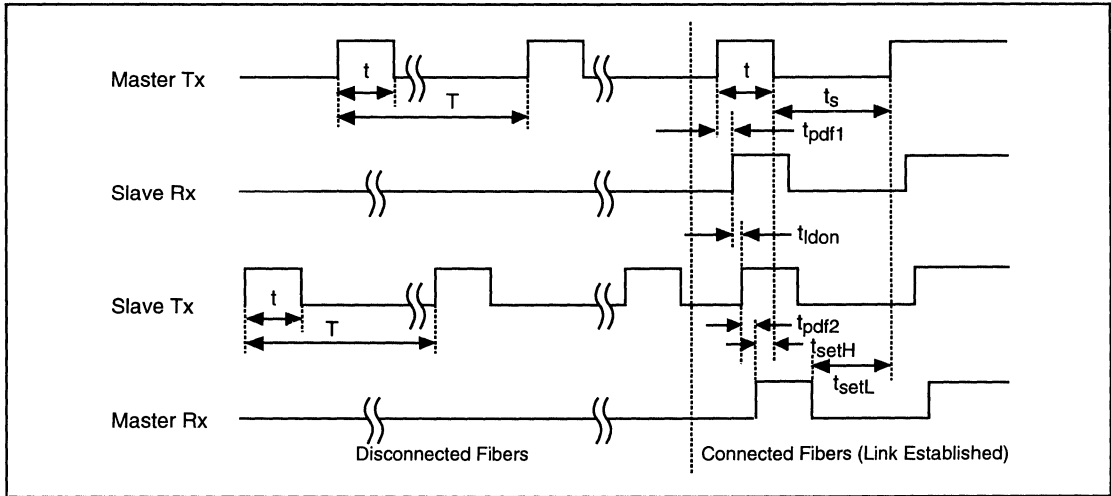 Master Tx
t
T
t
ts
tpdf1
Slave Rx
tldon
Slave Tx
t
T
tpdf2
tsetH
tsetL
Master Rx
Disconnected Fibers
Connected Fibers (Link Established)